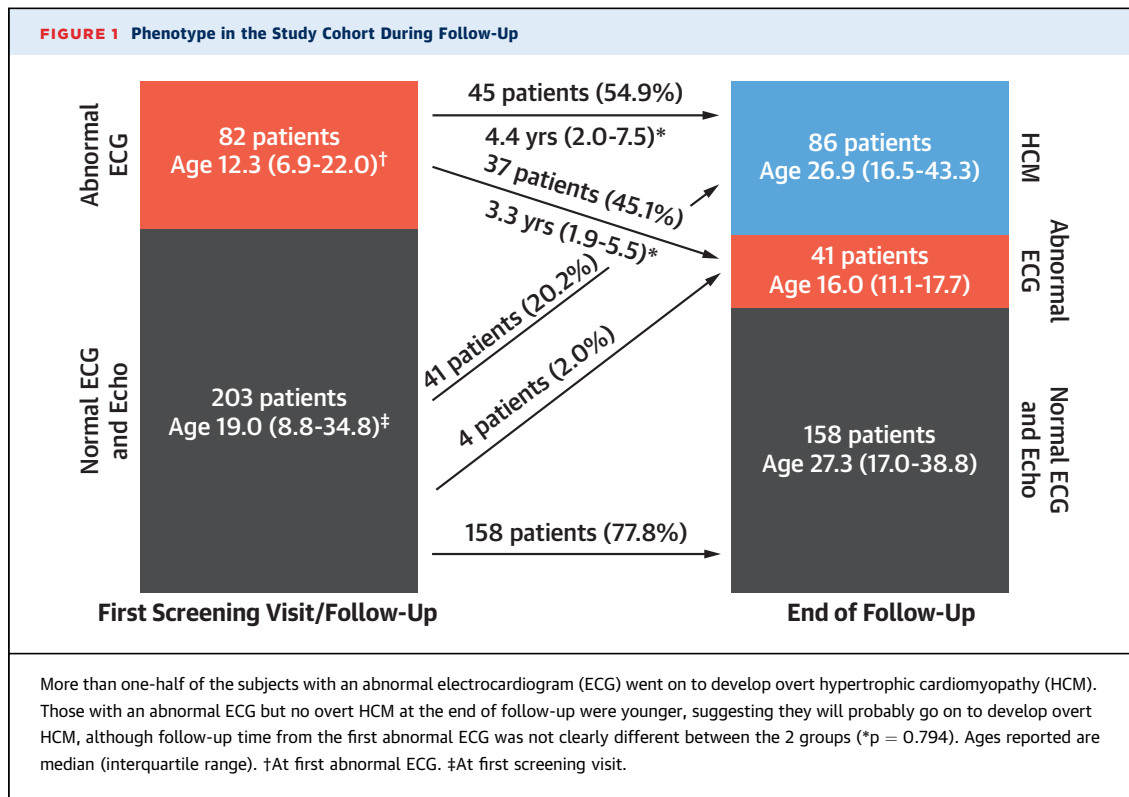 FIGURE 1 Phenotype in the Study Cohort During Follow-Up
Abnormal
ECG
82 patients
Age 12.3 (6.9-22.0)†
Normal ECG
and Echo
203 patients
Age 19.0 (8.8-34.8)‡
First Screening Visit/Follow-Up
45 patients (54.9%)
4.4 yrs (2.0-7.5)*
37 patients (45.1%)
3.3 yrs (1.9-5.5)*
41 patients (20.2%)
4 patients (2.0%)
158 patients (77.8%)
86 patients
Age 26.9 (16.5-43.3)
HCM
41 patients
Age 16.0 (11.1-17.7)
Abnormal
ECG
158 patients
Age 27.3 (17.0-38.8)
Normal ECG
and Echo
End of Follow-Up
More than one-half of the subjects with an abnormal electrocardiogram (ECG) went on to develop overt hypertrophic cardiomyopathy (HCM).
Those with an abnormal ECG but no overt HCM at the end of follow-up were younger, suggesting they will probably go on to develop overt
HCM, although follow-up time from the first abnormal ECG was not clearly different between the 2 groups (*p = 0.794). Ages reported are
median (interquartile range). †At first abnormal ECG. ‡At first screening visit.